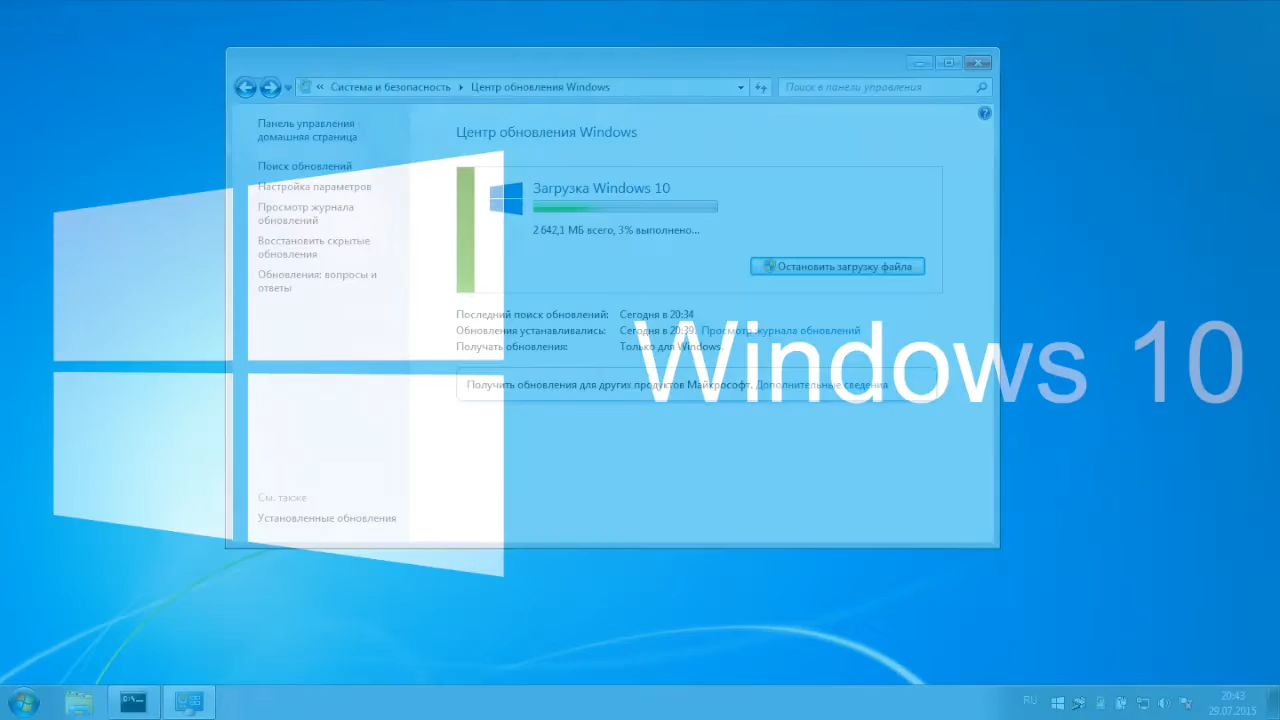 « Система и безопасность ▸ Центр обновления Windows
Поиск в панели управления
Панель управления
домашняя страница
Поиск обновлений
Настройка параметров
Просмотр журнала
обновлений
Восстановить скрытые
обновления
Обновления: вопросы и
ответы
См. также
Установленные обновления
Центр обновления Windows
Загрузка Windows 10
2 642,1 МБ всего, 3% выполнено...
Остановить загрузку файла
Последний поиск обновлений: Сегодня в 20:34
Обновления устанавливались: Сегодня в 20:39. Просмотр журнала обновлений
Получать обновления: Только для Windows.
Получить обновления для других продуктов Майкрософт. Дополнительные сведения
Windows 10
RU
20:43
29.07.2015